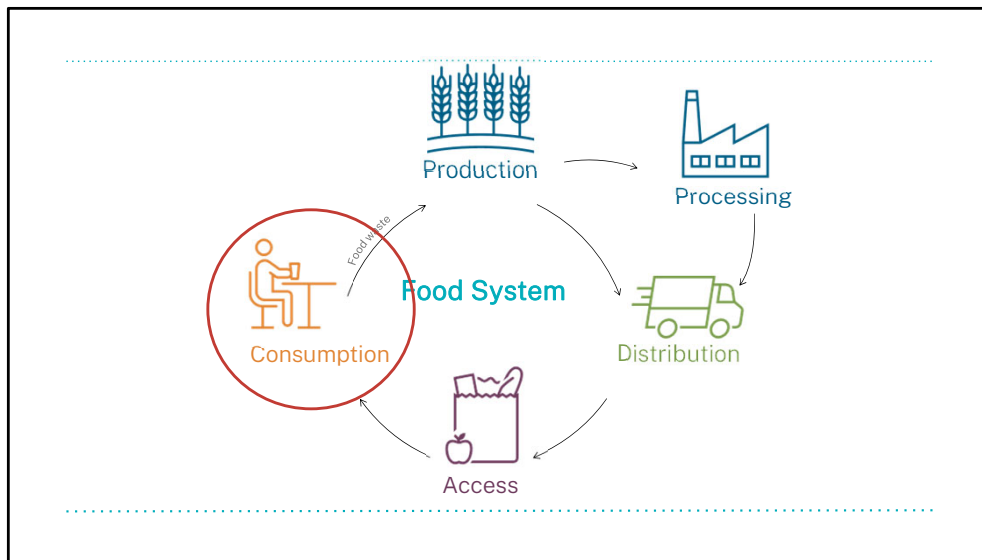 Production
Processing
Food waste
Food System
Consumption
Distribution
Access